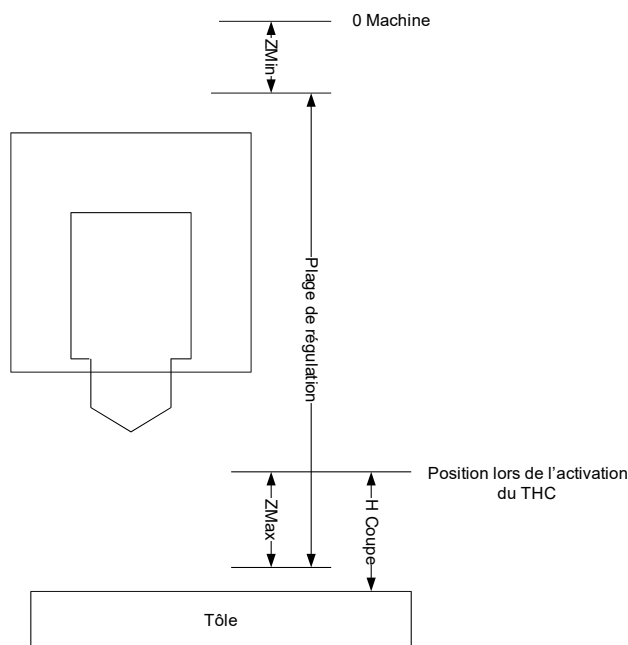 0 Machine
ZMin
Plage de régulation
Position lors de l'activation
du THC
ZMax
H Coupe
Tôle